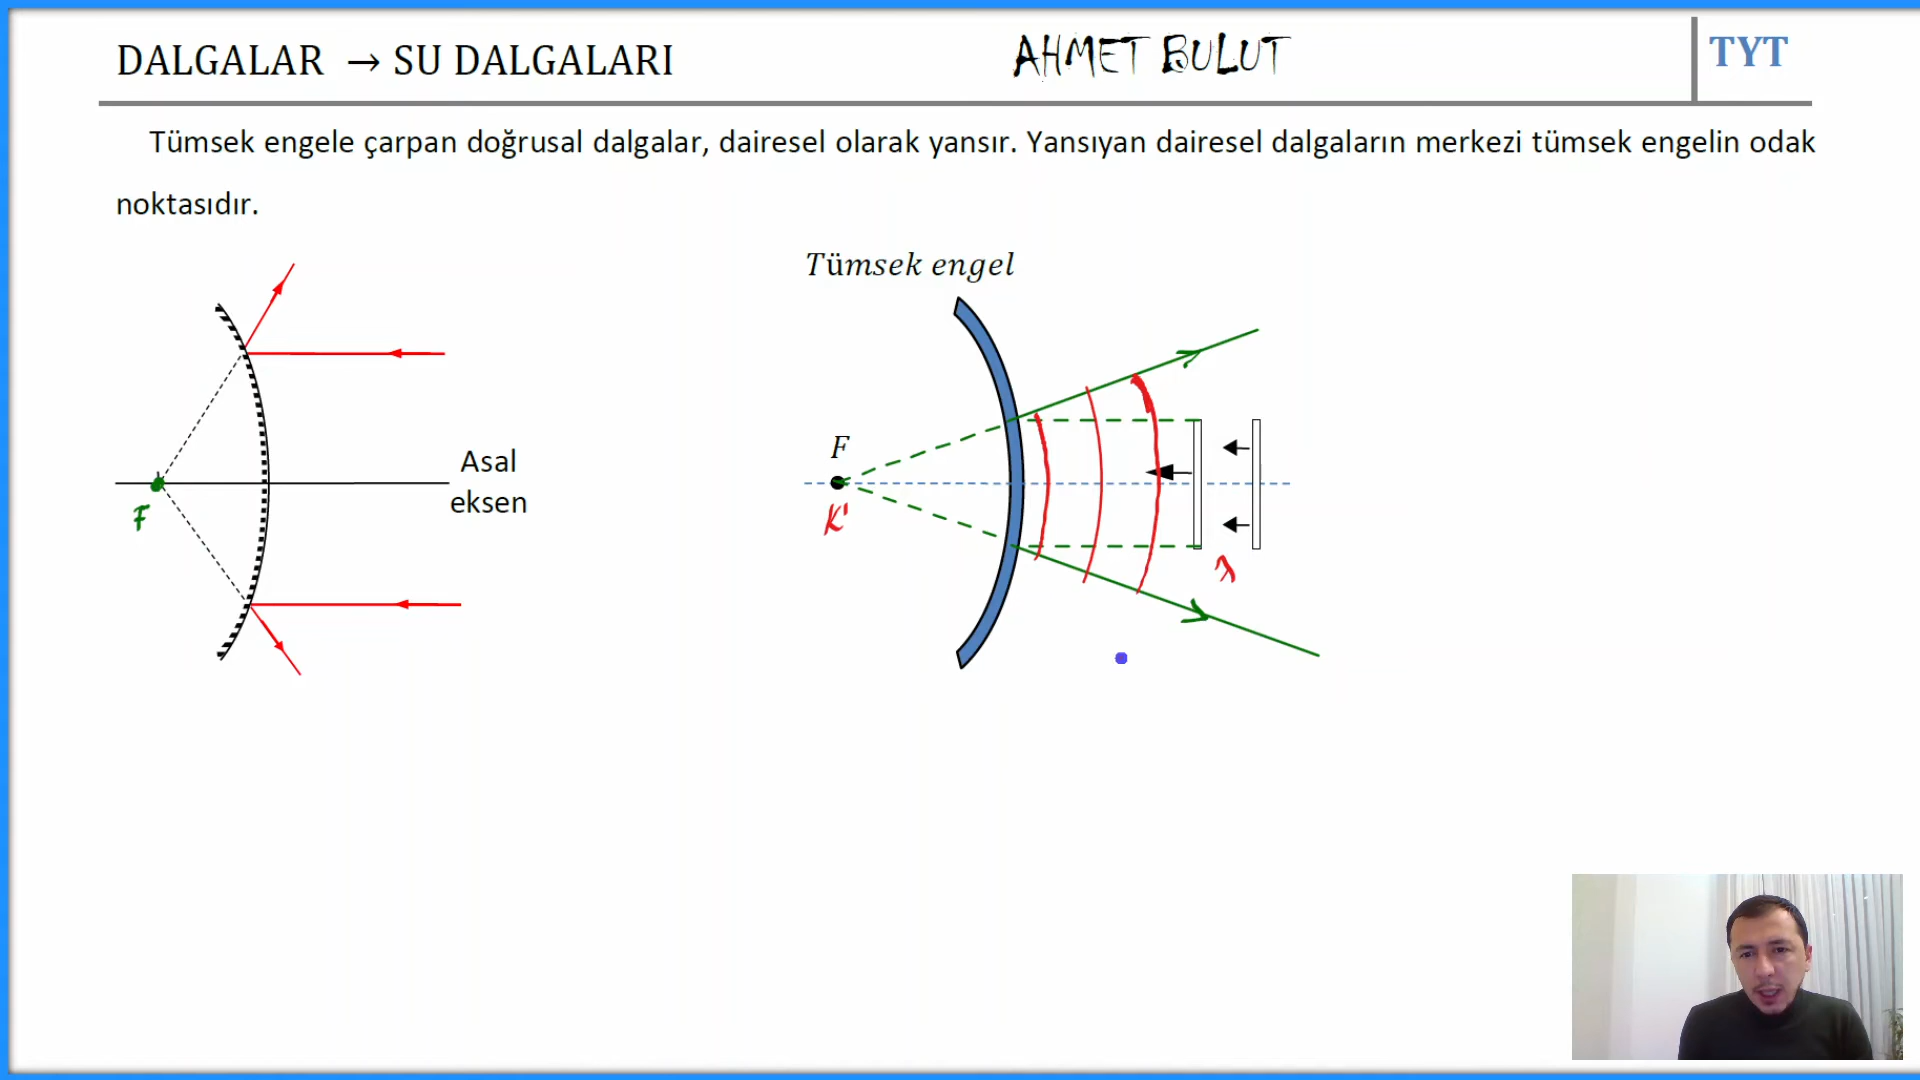 DALGALAR → SU DALGALARI
AHMET BULUT
TYT
Tümsek engele çarpan doğrusal dalgalar, dairesel olarak yansır. Yansıyan dairesel dalgaların merkezi tümsek engelin odak
noktasıdır.
Tümsek engel
F
Asal
eksen
F
K'
λ